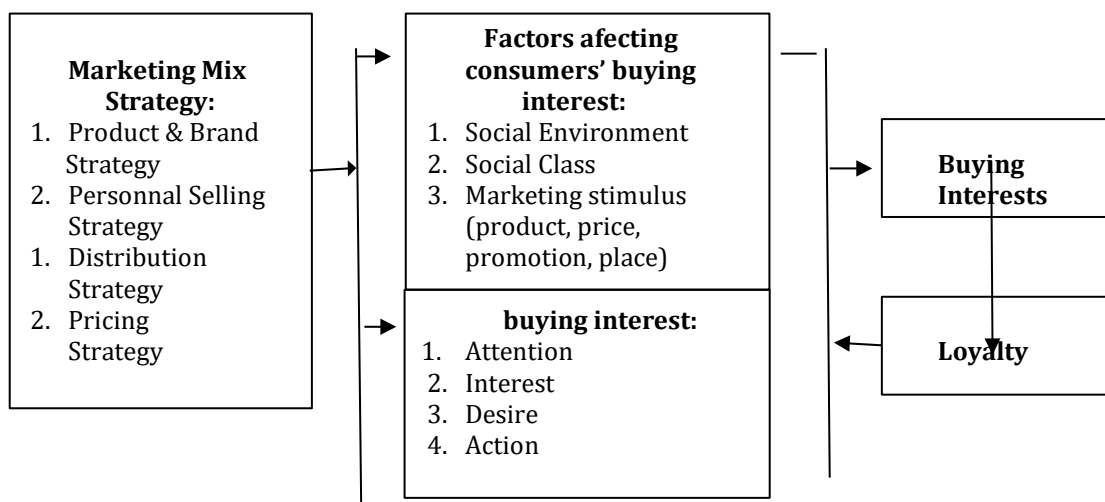 Marketing Mix
Strategy:
1. Product & Brand
Strategy
2. Personnal Selling
Strategy
1. Distribution
Strategy
2. Pricing
Strategy
Factors afecting
consumers’ buying
interest:
1. Social Environment
2. Social Class
3. Marketing stimulus
(product, price,
promotion, place)
buying interest:
1. Attention
2. Interest
3. Desire
4. Action
Buying
Interests
Loyalty